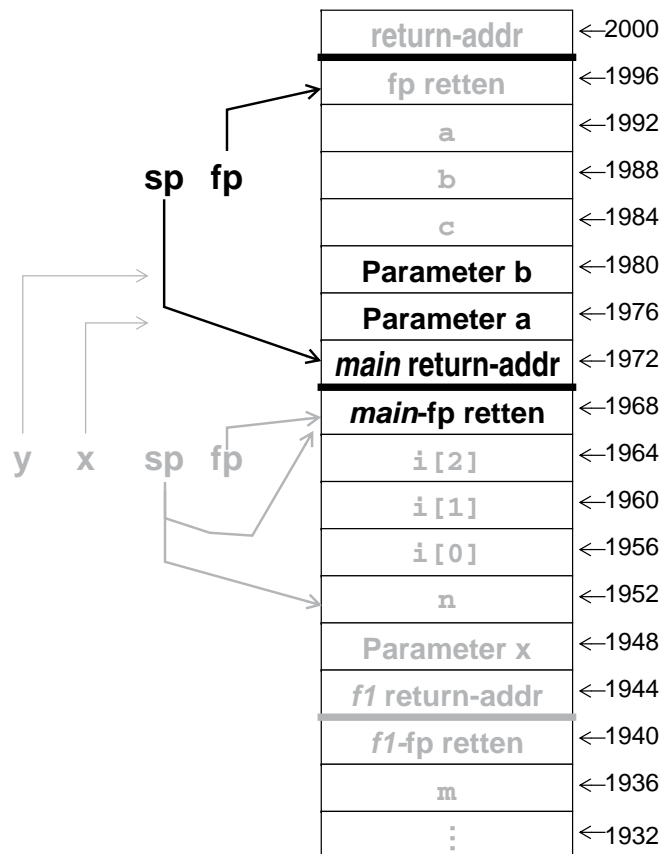 return-addr ←2000
fp retten ←1996
a ←1992
sp fp b ←1988
c ←1984
Parameter b ←1980
Parameter a ←1976
main return-addr ←1972
main-fp retten ←1968
y x sp fp i[2] ←1964
i[1] ←1960
i[0] ←1956
n ←1952
Parameter x ←1948
f1 return-addr ←1944
f1-fp retten ←1940
m ←1936
⋮ ←1932